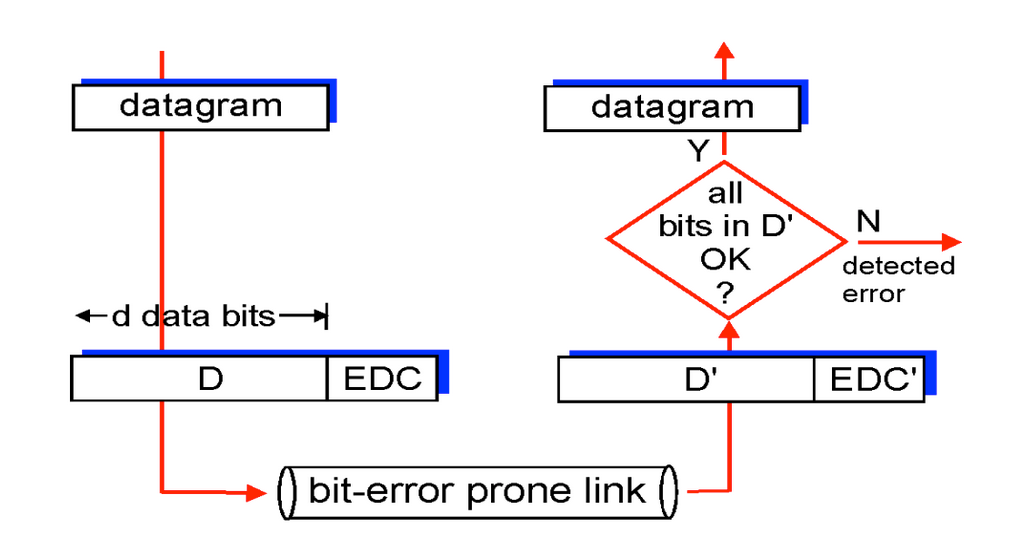 datagram
d data bits
D
EDC
bit-error prone link
datagram
Y
all
bits in D'
OK
?
N
detected
error
D'
EDC'